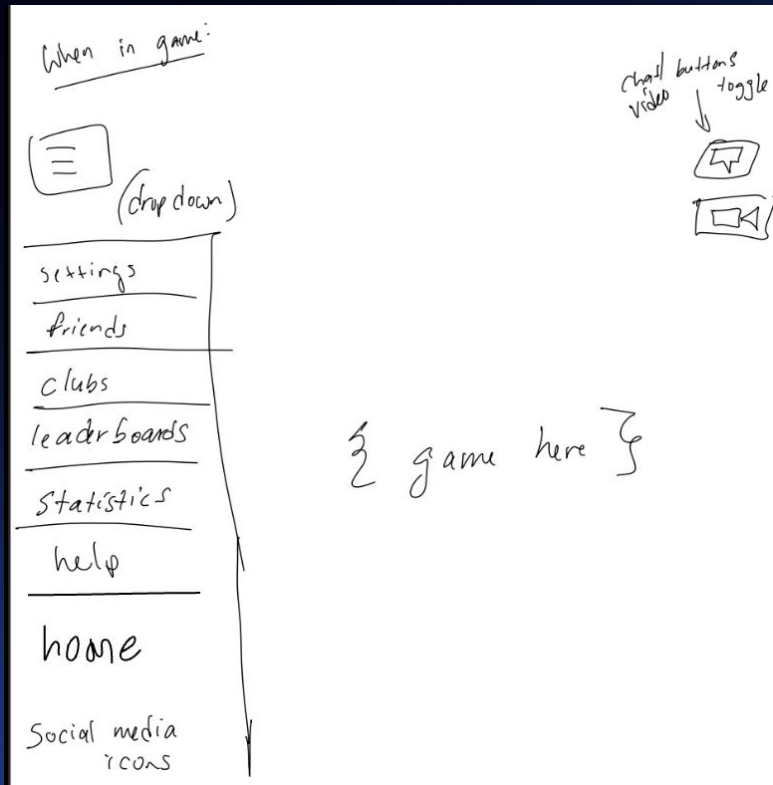 When in game:
chat/ buttons
video toggle
(drop down)
settings
friends
clubs
leaderboards
statistics
help
home
Social media
icons
{ game here }